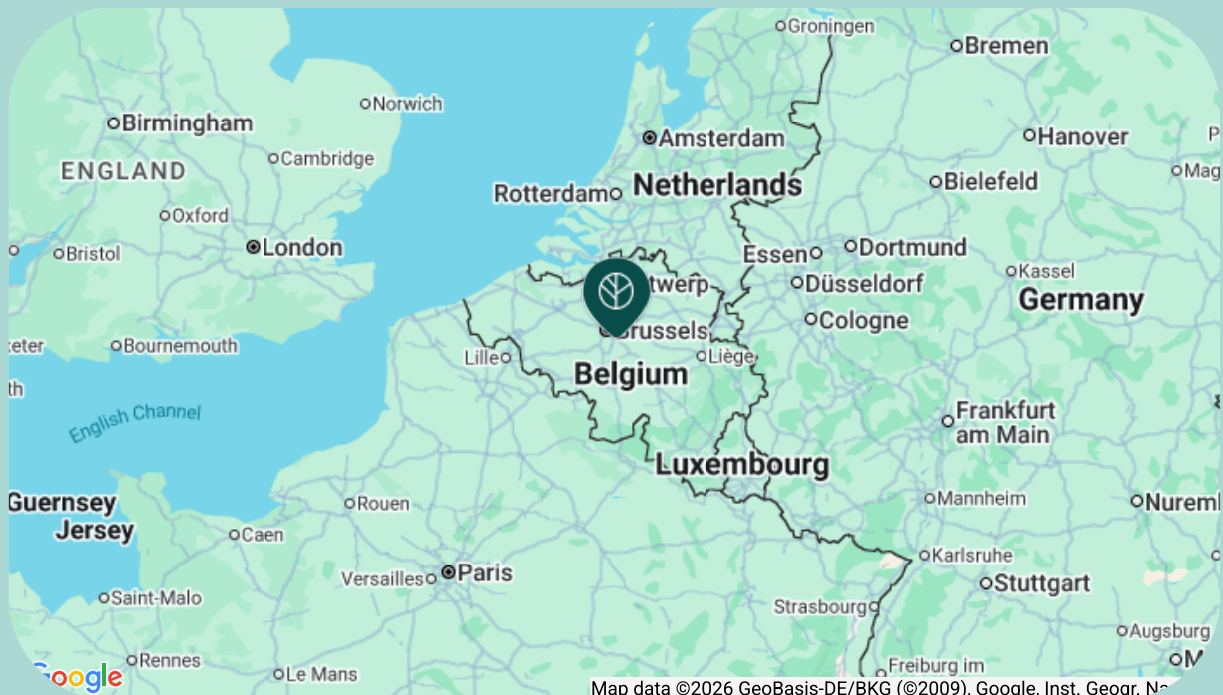 Groningen
Bremen
Norwich
Birmingham
Amsterdam
Hanover
Cambridge
ENGLAND
Mag
Netherlands
Bielefeld
Rotterdam
Oxford
London
Dortmund
Bristol
Essen
Kassel
twerp
Düsseldorf
Germany
Cologne
Brussels
eter
Bournemouth
Lille
Liège
Belgium
th
English Channel
Frankfurt
am Main
Luxembourg
Guernsey
Mannheim
Rouen
Nurem
Jersey
Caen
Karlsruhe
Paris
Versailles
Stuttgart
Saint-Malo
Strasbourg
Augsburg
Rennes
M
Freiburg im
Le Mans
Google
Map data ©2026 GeoBasis-DE/BKG (©2009), Google, Inst. Geogr. Na